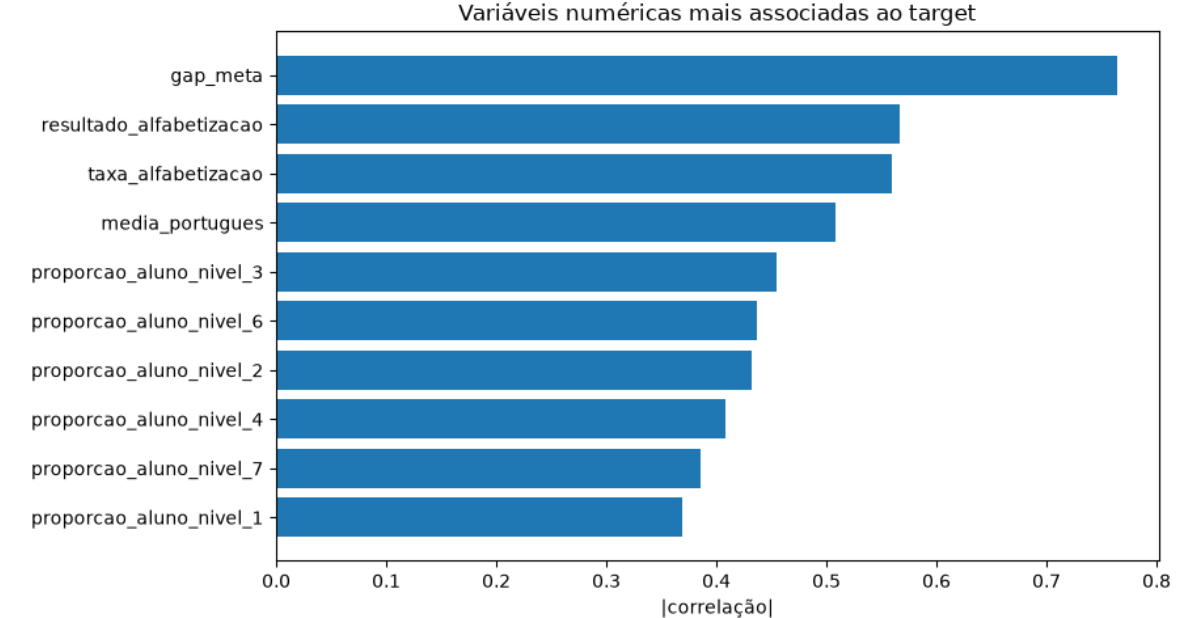 Variáveis numéricas mais associadas ao target
gap_meta
resultado_alfabetizacao
taxa_alfabetizacao
media_portugues
proporcao_aluno_nivel_3
proporcao_aluno_nivel_6
proporcao_aluno_nivel_2
proporcao_aluno_nivel_4
proporcao_aluno_nivel_7
proporcao_aluno_nivel_1
0.0 0.1 0.2 0.3 0.4 0.5 0.6 0.7 0.8
|correlação|